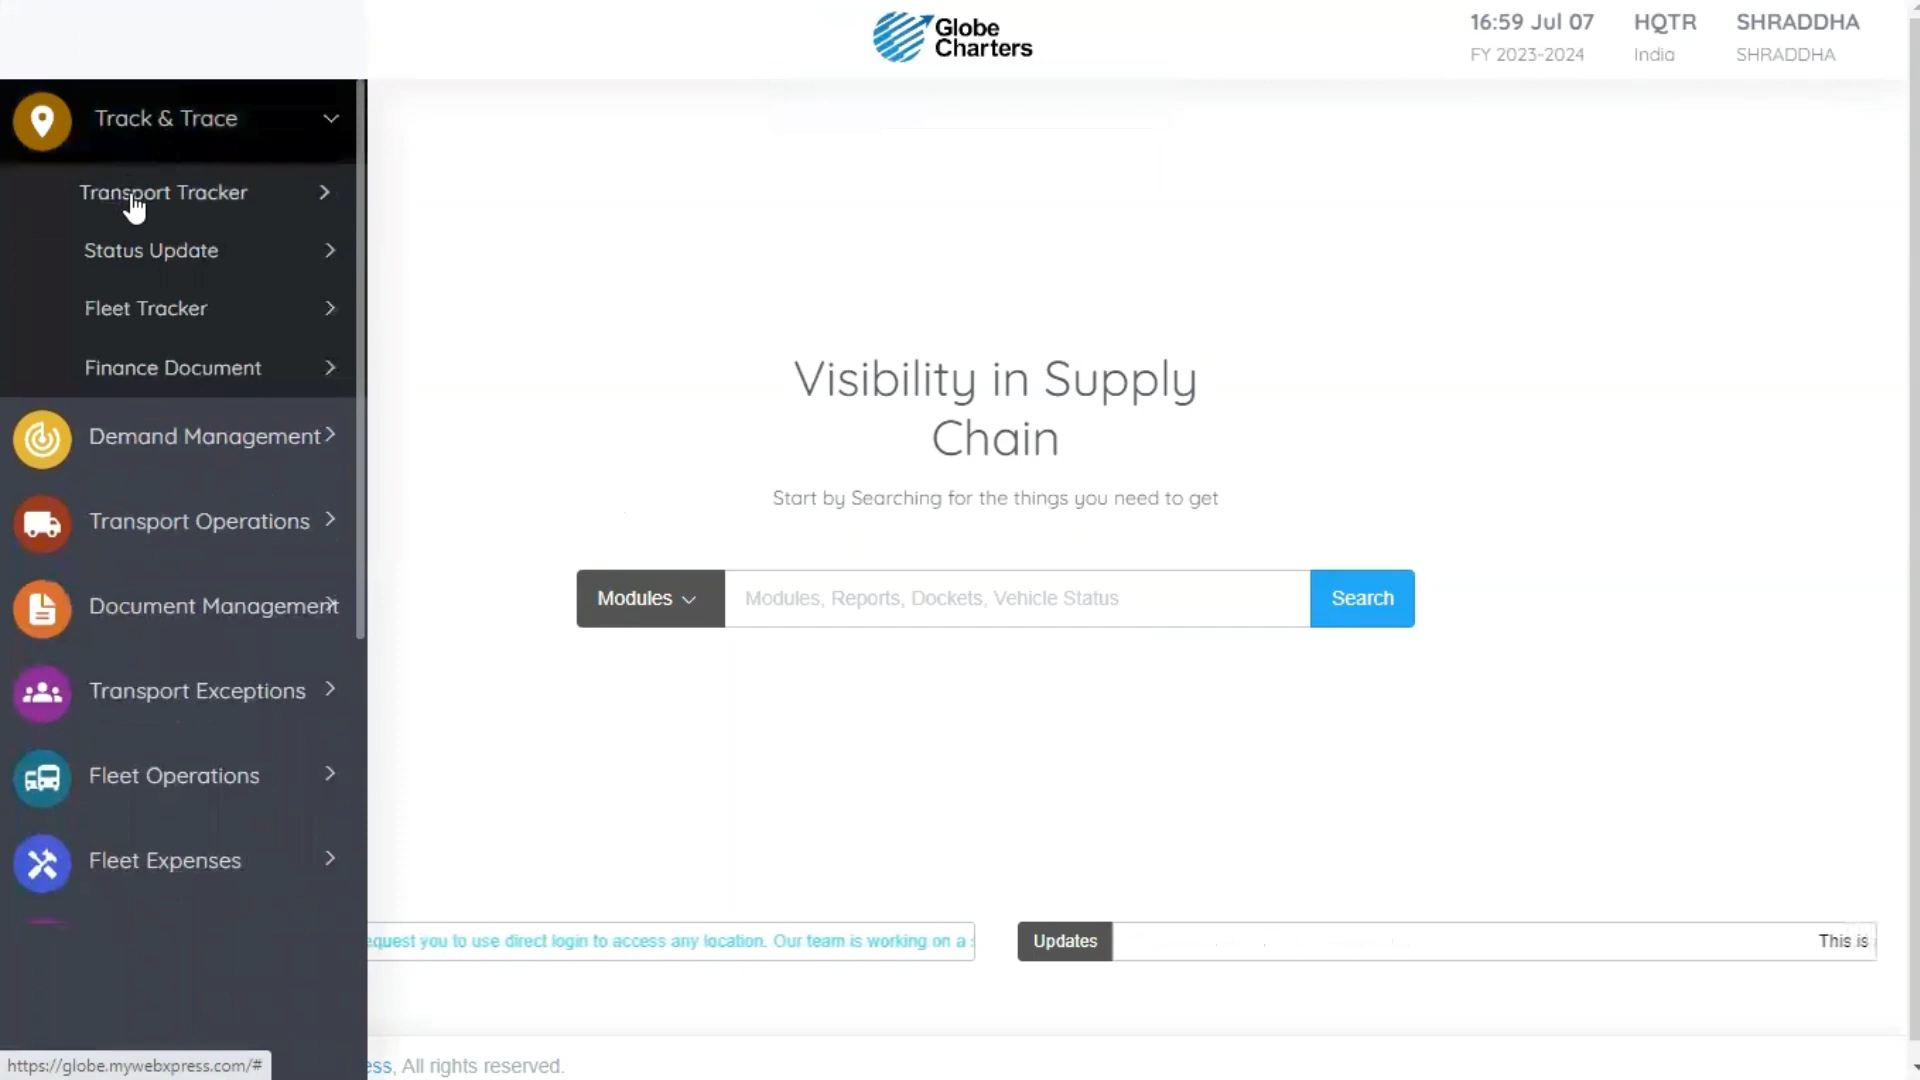 Globe
Charters
16:59 Jul 07
FY 2023-2024
HQTR
India
SHRADDHA
SHRADDHA
Track & Trace
Transport Tracker
Status Update
Fleet Tracker
Finance Document
Demand Management
Transport Operations
Document Management
Transport Exceptions
Fleet Operations
Fleet Expenses
Visibility in Supply
Chain
Start by Searching for the things you need to get
Modules
Modules, Reports, Dockets, Vehicle Status
Search
equest you to use direct login to access any location. Our team is working on a
Updates
This is
https://globe.mywebxpress.com/#
ess, All rights reserved.